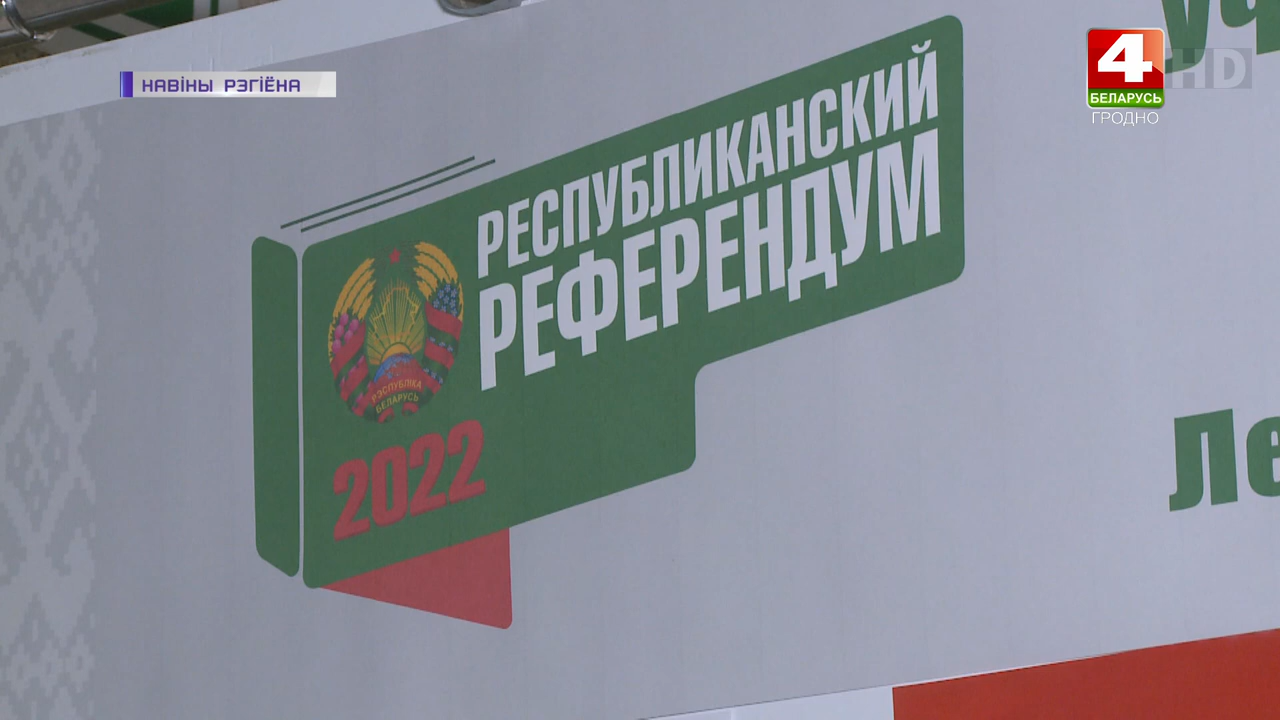 НАВІНЫ РЭГІЁНА
4
HD
БЕЛАРУСЬ
ГРОДНО
РЕСПУБЛИКАНСКИЙ
РЕФЕРЕНДУМ
РЭСПУБЛІКА
БЕЛАРУСЬ
2022